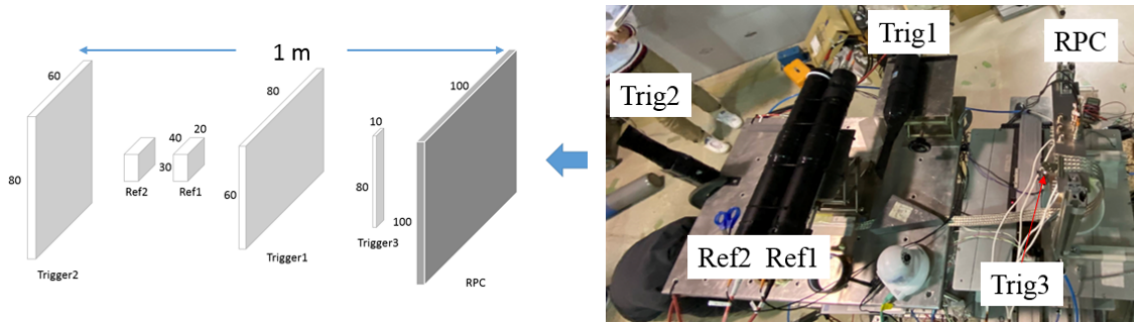 1 m
60
80
Trigger2
40
20
30
Ref2
Ref1
80
60
Trigger1
10
80
Trigger3
100
100
RPC
Trig1
RPC
Trig2
Ref2 Ref1
Trig3